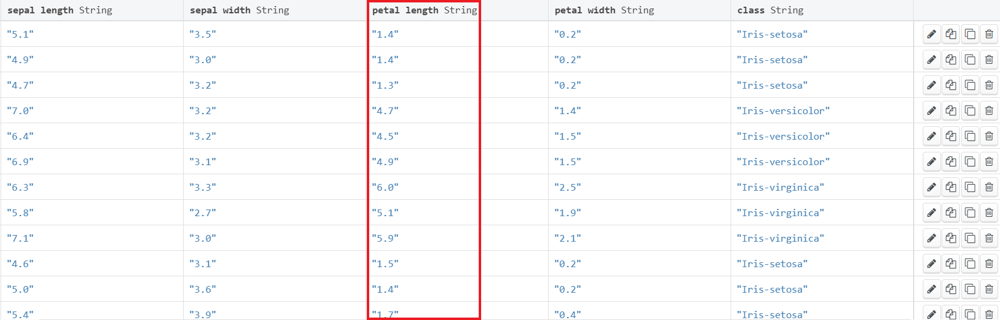 sepal length String sepal width String petal length String petal width String class String
"5.1" "3.5" "1.4" "0.2" "Iris-setosa"
"4.9" "3.0" "1.4" "0.2" "Iris-setosa"
"4.7" "3.2" "1.3" "0.2" "Iris-setosa"
"7.0" "3.2" "4.7" "1.4" "Iris-versicolor"
"6.4" "3.2" "4.5" "1.5" "Iris-versicolor"
"6.9" "3.1" "4.9" "1.5" "Iris-versicolor"
"6.3" "3.3" "6.0" "2.5" "Iris-virginica"
"5.8" "2.7" "5.1" "1.9" "Iris-virginica"
"7.1" "3.0" "5.9" "2.1" "Iris-virginica"
"4.6" "3.1" "1.5" "0.2" "Iris-setosa"
"5.0" "3.6" "1.4" "0.2" "Iris-setosa"
"5.4" "3.9" "1.7" "0.4" "Iris-setosa"